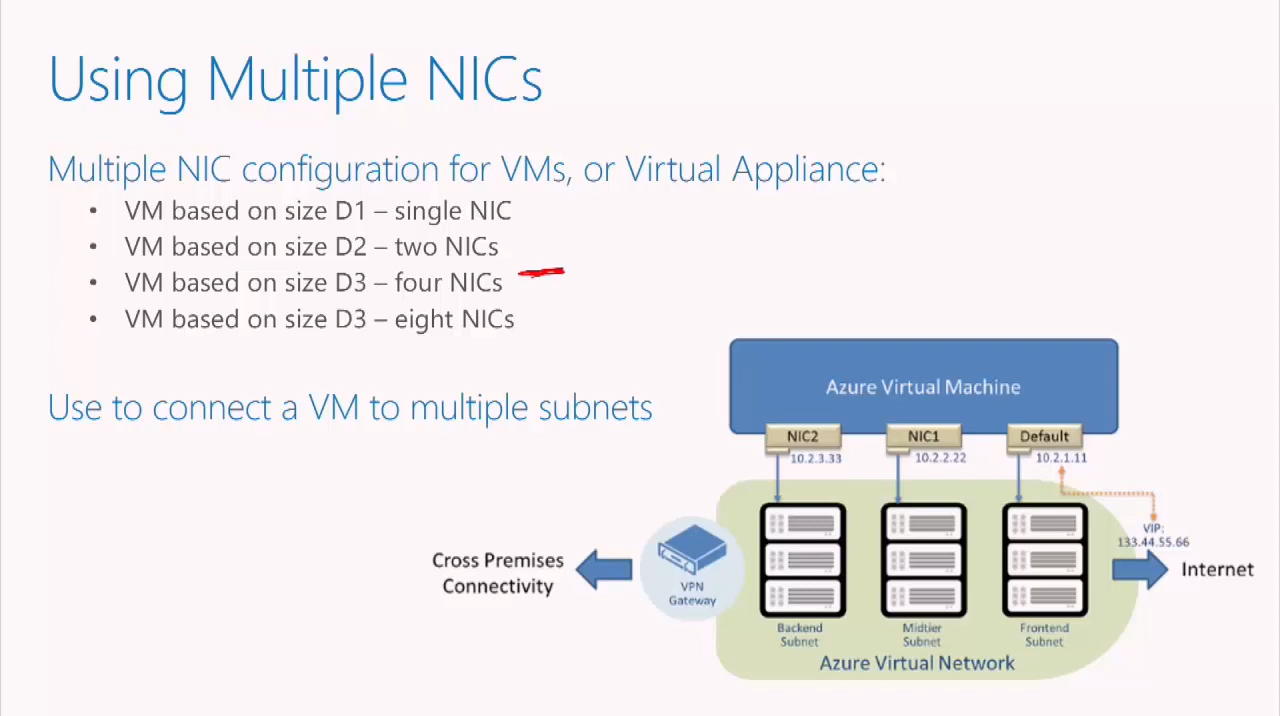 Using Multiple NICs
Multiple NIC configuration for VMs, or Virtual Appliance:
• VM based on size D1 – single NIC
• VM based on size D2 – two NICs
• VM based on size D3 – four NICs
• VM based on size D3 – eight NICs
Use to connect a VM to multiple subnets
Azure Virtual Machine
NIC2
NIC1
Default
10.2.3.33
10.2.2.22
10.2.1.11
VIP:
133.44.55.66
Cross Premises
Connectivity
VPN
Gateway
Internet
Backend
Subnet
Midtier
Subnet
Frontend
Subnet
Azure Virtual Network